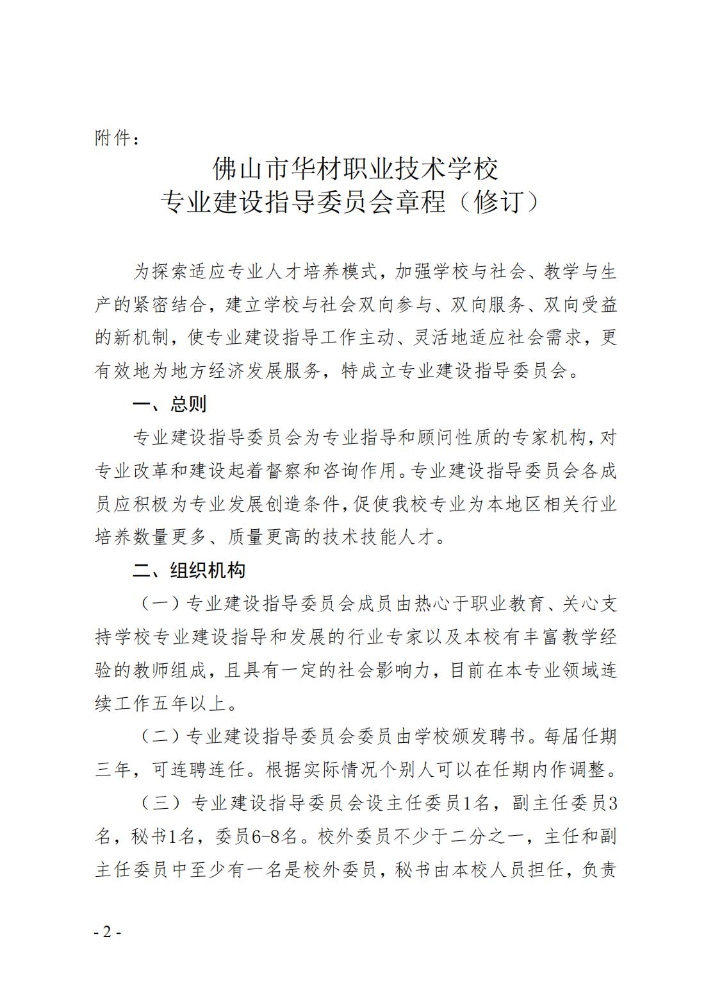 附件：
佛山市华材职业技术学校
专业建设指导委员会章程（修订）
为探索适应专业人才培养模式，加强学校与社会、教学与生
产的紧密结合，建立学校与社会双向参与、双向服务、双向受益
的新机制，使专业建设指导工作主动、灵活地适应社会需求，更
有效地为地方经济发展服务，特成立专业建设指导委员会。
一、总则
专业建设指导委员会为专业指导和顾问性质的专家机构，对
专业改革和建设起着督察和咨询作用。专业建设指导委员会各成
员应积极为专业发展创造条件，促使我校专业为本地区相关行业
培养数量更多、质量更高的技术技能人才。
二、组织机构
（一）专业建设指导委员会成员由热心于职业教育、关心支
持学校专业建设指导和发展的行业专家以及本校有丰富教学经
验的教师组成，且具有一定的社会影响力，目前在本专业领域连
续工作五年以上。
（二）专业建设指导委员会委员由学校颁发聘书。每届任期
三年，可连聘连任。根据实际情况个别人可以在任期内作调整。
（三）专业建设指导委员会设主任委员1名，副主任委员3
名，秘书1名，委员6-8名。校外委员不少于二分之一，主任和副
主任委员中至少有一名是校外委员，秘书由本校人员担任，负责
- 2 -